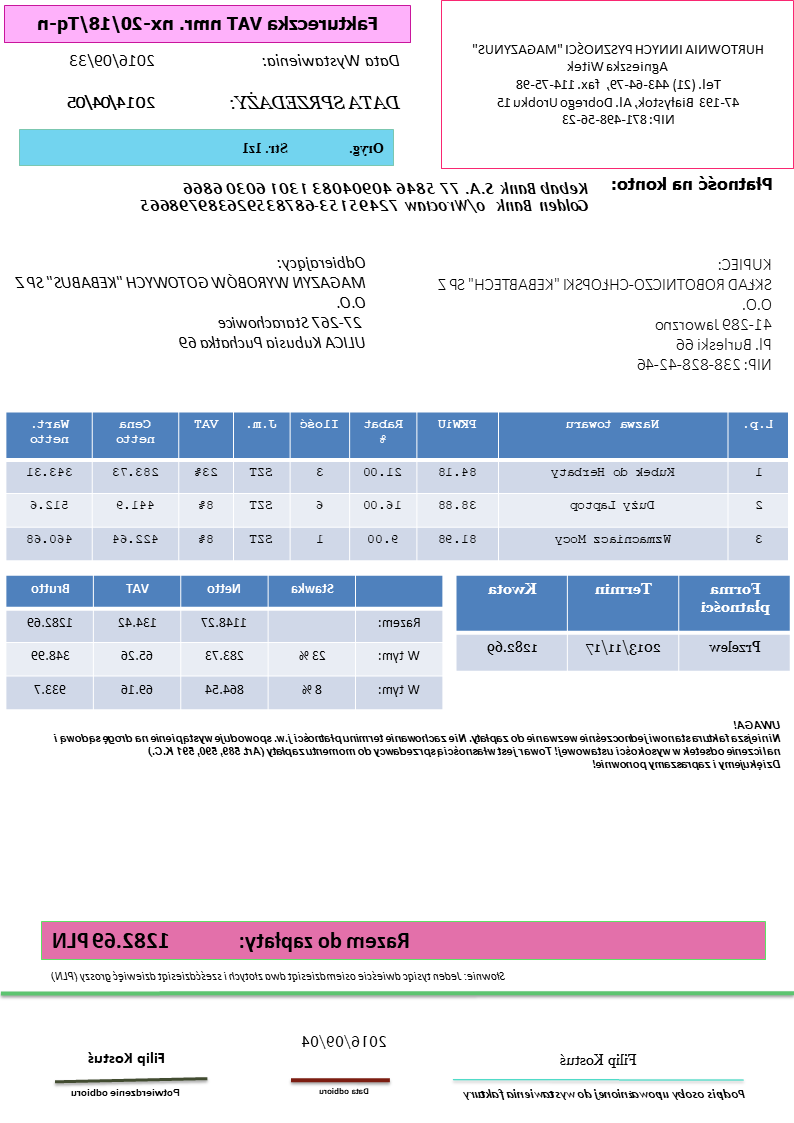 HURTOWNIA INNYCH PYSZNOŚCI "MAGAZYNUS"
Agnieszka Witek
Tel. (21) 443-64-79, fax. 114-75-98
47-193 Białystok, Al. Dobrego Urobku 15
NIP: 871-498-56-23
Faktureczka VAT nmr. nx-20/18/Tq-n
Data Wystawienia: 2016/09/33
DATA SPRZEDAŻY: 2014/04/05
Oryg. Str. 1z1
Płatność na konto: Kebab Bank S.A. 77 5846 40904083 1301 6030 6866
Golden Bank o/Wrocław 72495153-687835926389798665
KUPIEC:
SKŁAD ROBOTNICZO-CHŁOPSKI "KEBABTECH" SP Z
O.O.
41-289 Jaworzno
Pl. Burleski 66
NIP: 238-828-42-46
Odbierający:
MAGAZYN WYROBÓW GOTOWYCH "KEBABUS" SP Z
O.O.
27-267 Starachowice
ULICA Kubusia Puchatka 69
L.p. Nazwa towaru PKWiU Rabat % Ilość J.m. VAT Cena netto Wart. netto
1 Kubek do Herbaty 84.18 21.00 3 SZT 23% 283.73 343.31
2 Duży Laptop 38.88 16.00 6 SZT 8% 441.9 512.6
3 Wzmacniacz Mocy 81.98 9.00 1 SZT 8% 422.64 460.68
Forma płatności Termin Kwota
Przelew 2013/11/17 1282.69
Stawka Netto VAT Brutto
Razem: 1148.27 134.42 1282.69
W tym: 23 % 283.73 65.26 348.99
W tym: 8 % 864.54 69.16 933.7
UWAGA!
Niniejsza faktura stanowi jednocześnie wezwanie do zapłaty. Nie zachowanie terminu płatności j.w. spowoduje wystąpienie na drogę sądową i
naliczenie odsetek w wysokości ustawowej! Towar jest własnością sprzedawcy do momentu zapłaty (Art. 589, 590, 591 K.C.)
Dziękujemy i zapraszamy ponownie!
Razem do zapłaty: 1282.69 PLN
Słownie: Jeden tysiąc dwieście osiemdziesiąt dwa złotych i sześćdziesiąt dziewięć groszy (PLN)
Filip Kostuś
Podpis osoby upoważnionej do wystawienia faktury
2016/09/04
Data odbioru
Filip Kostuś
Potwierdzenie odbioru